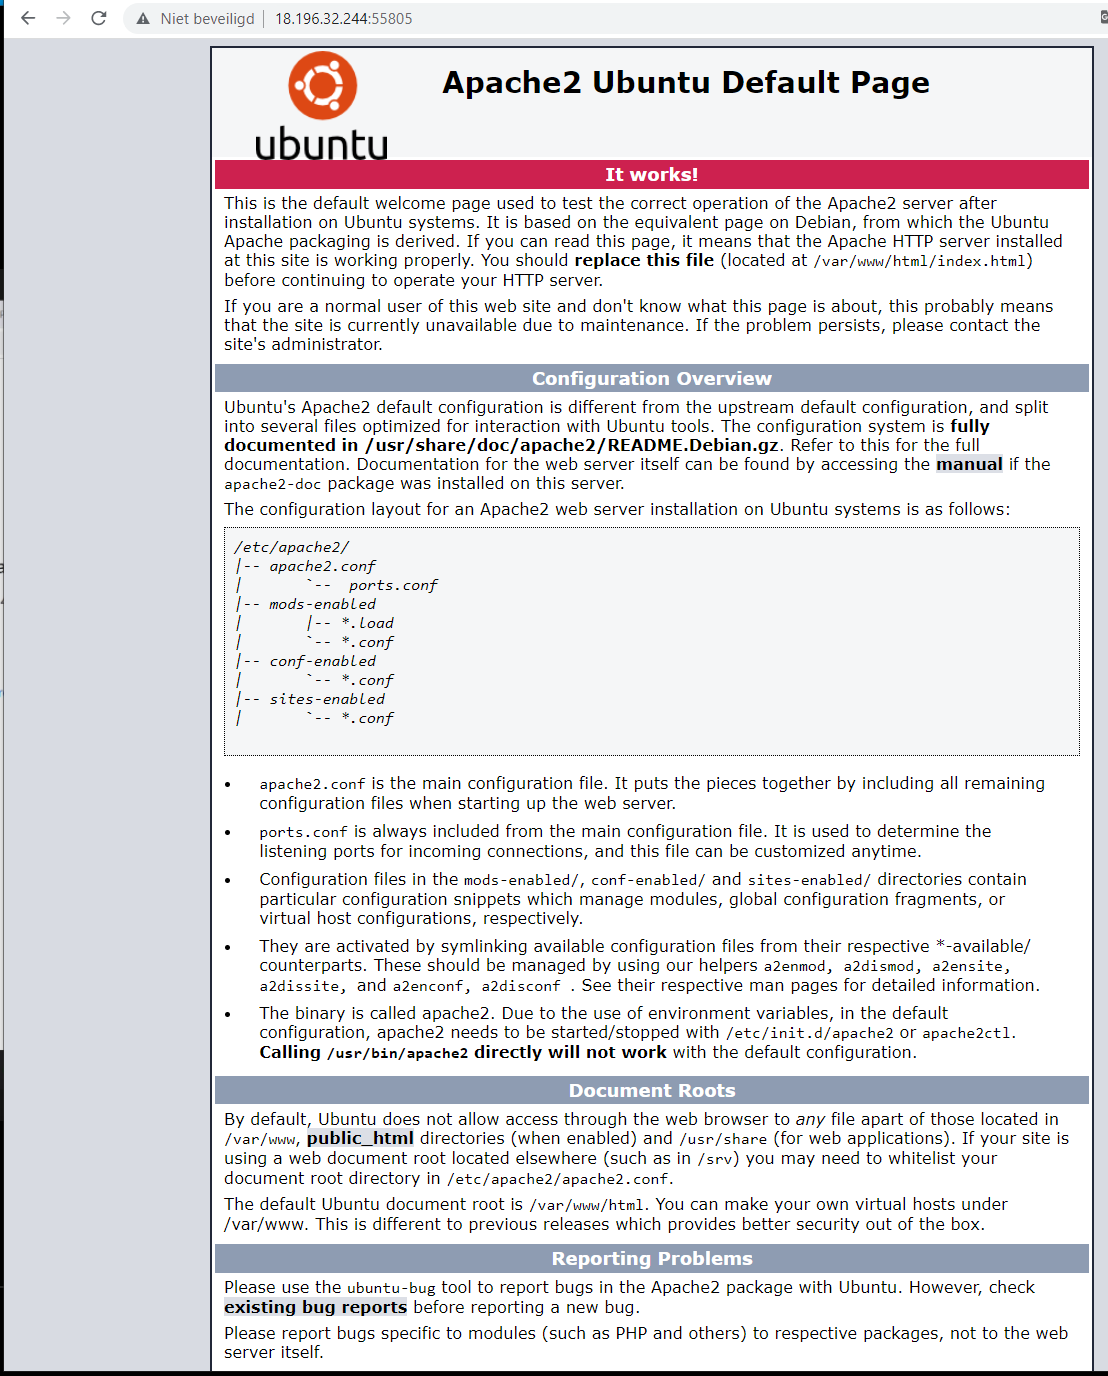 Niet beveiligd 18.196.32.244:55805
ubuntu
Apache2 Ubuntu Default Page
It works!
This is the default welcome page used to test the correct operation of the Apache2 server after
installation on Ubuntu systems. It is based on the equivalent page on Debian, from which the Ubuntu
Apache packaging is derived. If you can read this page, it means that the Apache HTTP server installed
at this site is working properly. You should replace this file (located at /var/www/html/index.html)
before continuing to operate your HTTP server.
If you are a normal user of this web site and don't know what this page is about, this probably means
that the site is currently unavailable due to maintenance. If the problem persists, please contact the
site's administrator.
Configuration Overview
Ubuntu's Apache2 default configuration is different from the upstream default configuration, and split
into several files optimized for interaction with Ubuntu tools. The configuration system is fully
documented in /usr/share/doc/apache2/README.Debian.gz. Refer to this for the full
documentation. Documentation for the web server itself can be found by accessing the manual if the
apache2-doc package was installed on this server.
The configuration layout for an Apache2 web server installation on Ubuntu systems is as follows:
/etc/apache2/
|-- apache2.conf
|       `--  ports.conf
|-- mods-enabled
|       |-- *.load
|       `-- *.conf
|-- conf-enabled
|       `-- *.conf
|-- sites-enabled
|       `-- *.conf
• apache2.conf is the main configuration file. It puts the pieces together by including all remaining
configuration files when starting up the web server.
• ports.conf is always included from the main configuration file. It is used to determine the
listening ports for incoming connections, and this file can be customized anytime.
• Configuration files in the mods-enabled/, conf-enabled/ and sites-enabled/ directories contain
particular configuration snippets which manage modules, global configuration fragments, or
virtual host configurations, respectively.
• They are activated by symlinking available configuration files from their respective *-available/
counterparts. These should be managed by using our helpers a2enmod, a2dismod, a2ensite,
a2dissite, and a2enconf, a2disconf . See their respective man pages for detailed information.
• The binary is called apache2. Due to the use of environment variables, in the default
configuration, apache2 needs to be started/stopped with /etc/init.d/apache2 or apache2ctl.
Calling /usr/bin/apache2 directly will not work with the default configuration.
Document Roots
By default, Ubuntu does not allow access through the web browser to any file apart of those located in
/var/www, public_html directories (when enabled) and /usr/share (for web applications). If your site is
using a web document root located elsewhere (such as in /srv) you may need to whitelist your
document root directory in /etc/apache2/apache2.conf.
The default Ubuntu document root is /var/www/html. You can make your own virtual hosts under
/var/www. This is different to previous releases which provides better security out of the box.
Reporting Problems
Please use the ubuntu-bug tool to report bugs in the Apache2 package with Ubuntu. However, check
existing bug reports before reporting a new bug.
Please report bugs specific to modules (such as PHP and others) to respective packages, not to the web
server itself.